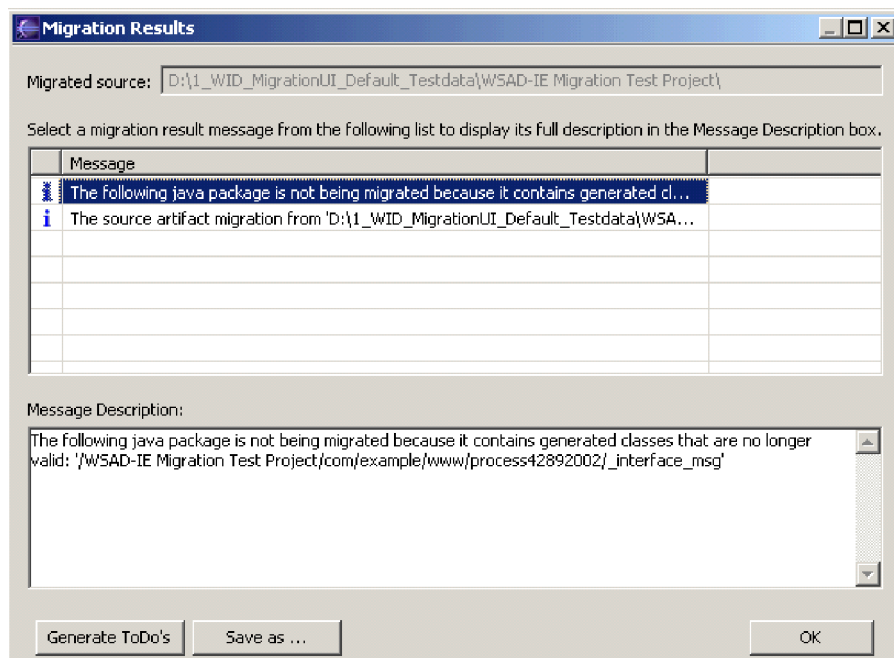 Migration Results
Migrated source: D:\1_WID_MigrationUI_Default_Testdata\WSAD-IE Migration Test Project\
Select a migration result message from the following list to display its full description in the Message Description box.
Message
The following java package is not being migrated because it contains generated cl...
The source artifact migration from 'D:\1_WID_MigrationUI_Default_Testdata\WSA...
Message Description:
The following java package is not being migrated because it contains generated classes that are no longer
valid: '/WSAD-IE Migration Test Project/com/example/www/process42892002/_interface_msg'
Generate ToDo's Save as ... OK